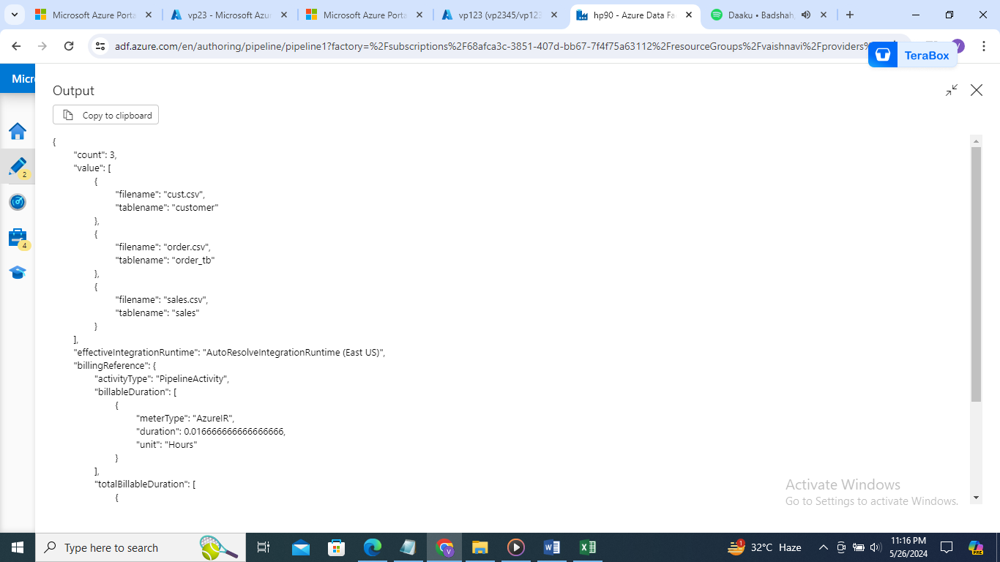 Microsoft Azure Porta
vp23 - Microsoft Azu
Microsoft Azure Porta
vp123 (vp2345/vp123
hp90 - Azure Data Fa
Daaku • Badshah,
adf.azure.com/en/authoring/pipeline/pipeline1?factory=%2Fsubscriptions%2F68afca3c-3851-407d-bb67-7f4f75a63112%2FresourceGroups%2Fvaishnavi%2Fproviders%
TeraBox
Micr
Output
Copy to clipboard
{
"count": 3,
"value": [
{
"filename": "cust.csv",
"tablename": "customer"
},
{
"filename": "order.csv",
"tablename": "order_tb"
},
{
"filename": "sales.csv",
"tablename": "sales"
}
],
"effectiveIntegrationRuntime": "AutoResolveIntegrationRuntime (East US)",
"billingReference": {
"activityType": "PipelineActivity",
"billableDuration": [
{
"meterType": "AzureIR",
"duration": 0.016666666666666666,
"unit": "Hours"
}
],
"totalBillableDuration": [
{
2
4
Activate Windows
Go to Settings to activate Windows.
Type here to search
1
32°C Haze
11:16 PM
5/26/2024
PRE